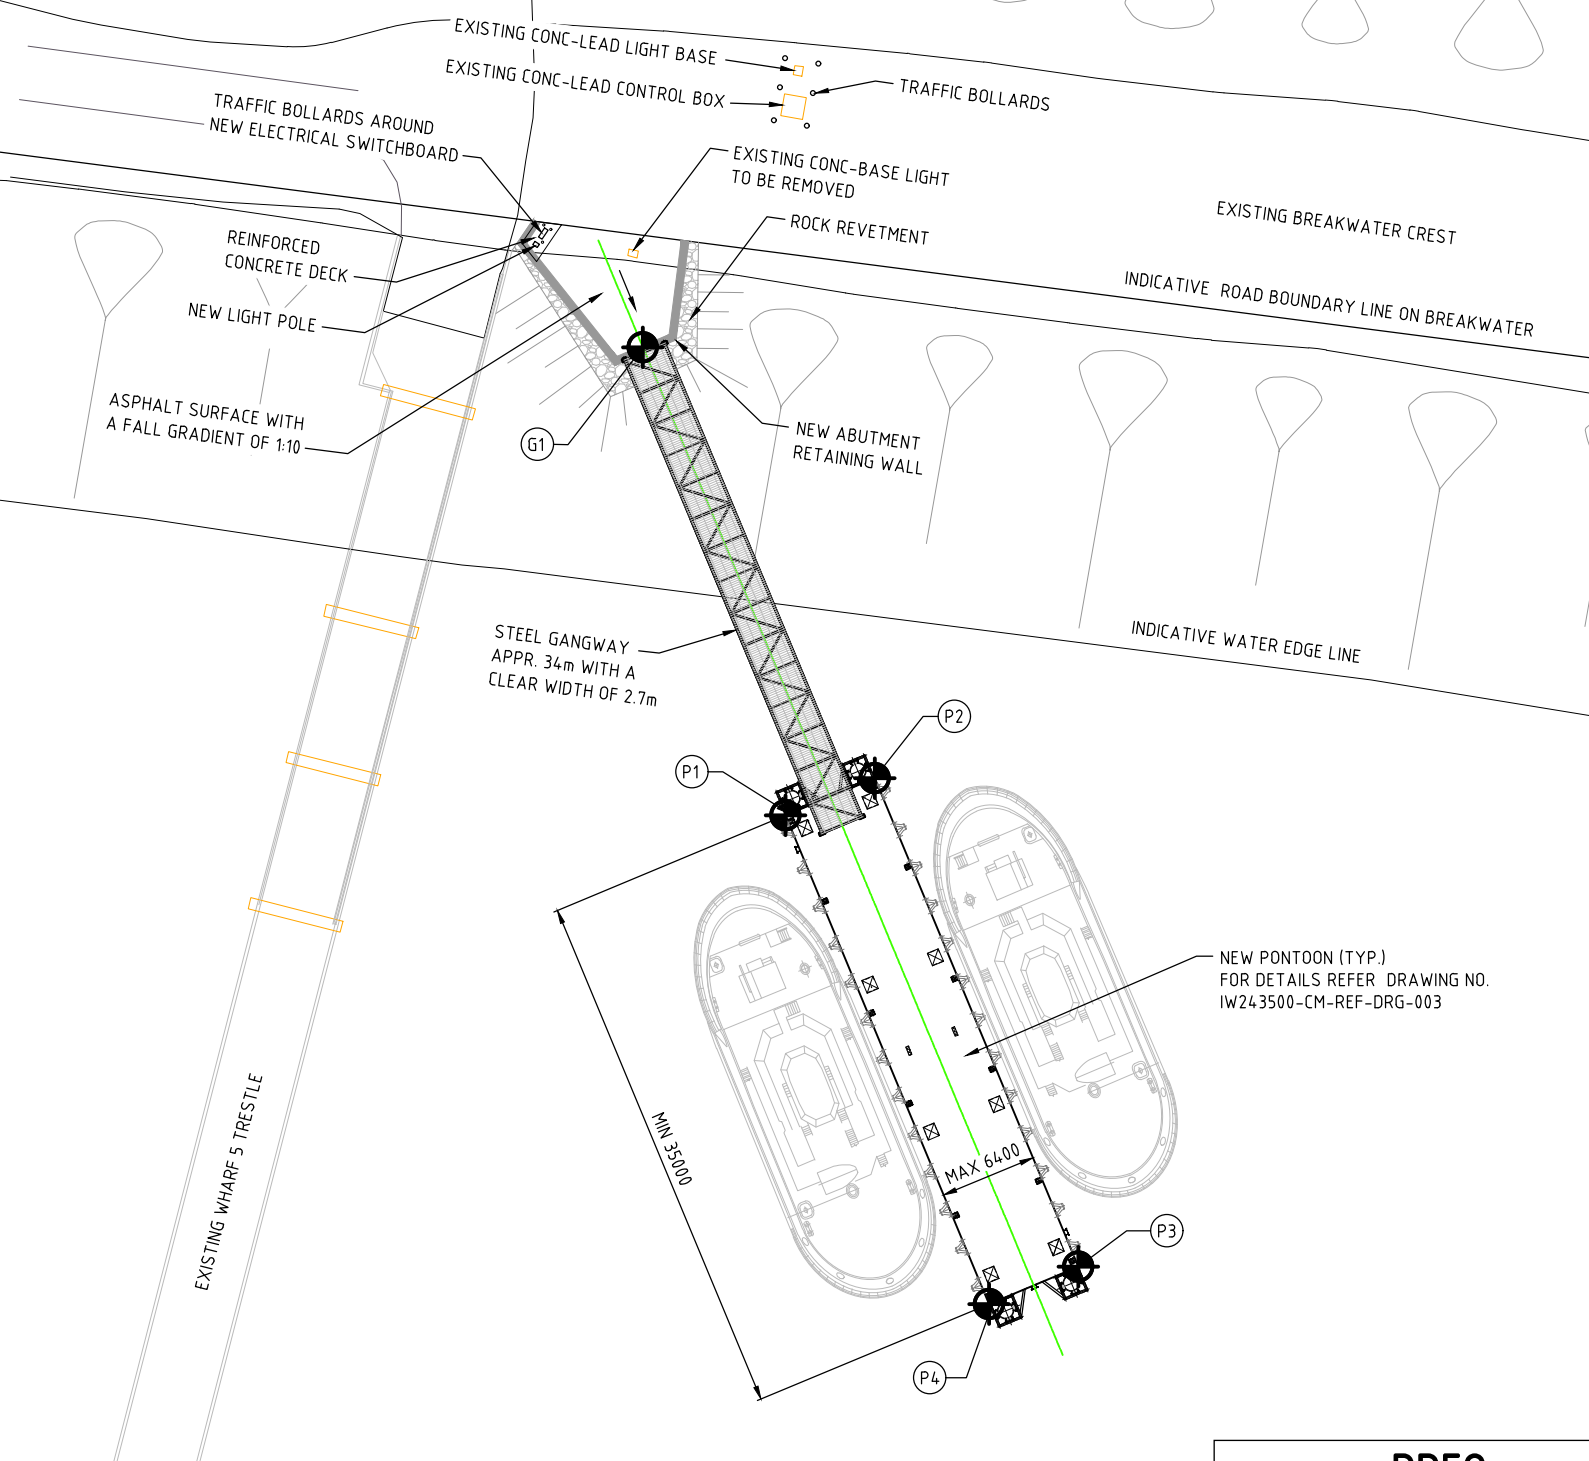 EXISTING CONC-LEAD LIGHT BASE
EXISTING CONC-LEAD CONTROL BOX
TRAFFIC BOLLARDS
TRAFFIC BOLLARDS AROUND
NEW ELECTRICAL SWITCHBOARD
EXISTING CONC-BASE LIGHT
TO BE REMOVED
ROCK REVETMENT
EXISTING BREAKWATER CREST
REINFORCED
CONCRETE DECK
INDICATIVE ROAD BOUNDARY LINE ON BREAKWATER
NEW LIGHT POLE
ASPHALT SURFACE WITH
A FALL GRADIENT OF 1:10
G1
NEW ABUTMENT
RETAINING WALL
INDICATIVE WATER EDGE LINE
STEEL GANGWAY
APPR. 34m WITH A
CLEAR WIDTH OF 2.7m
P2
P1
NEW PONTOON (TYP.)
FOR DETAILS REFER DRAWING NO.
IW243500-CM-REF-DRG-003
EXISTING WHARF 5 TRESTLE
MIN 35000
MAX 6400
P3
P4